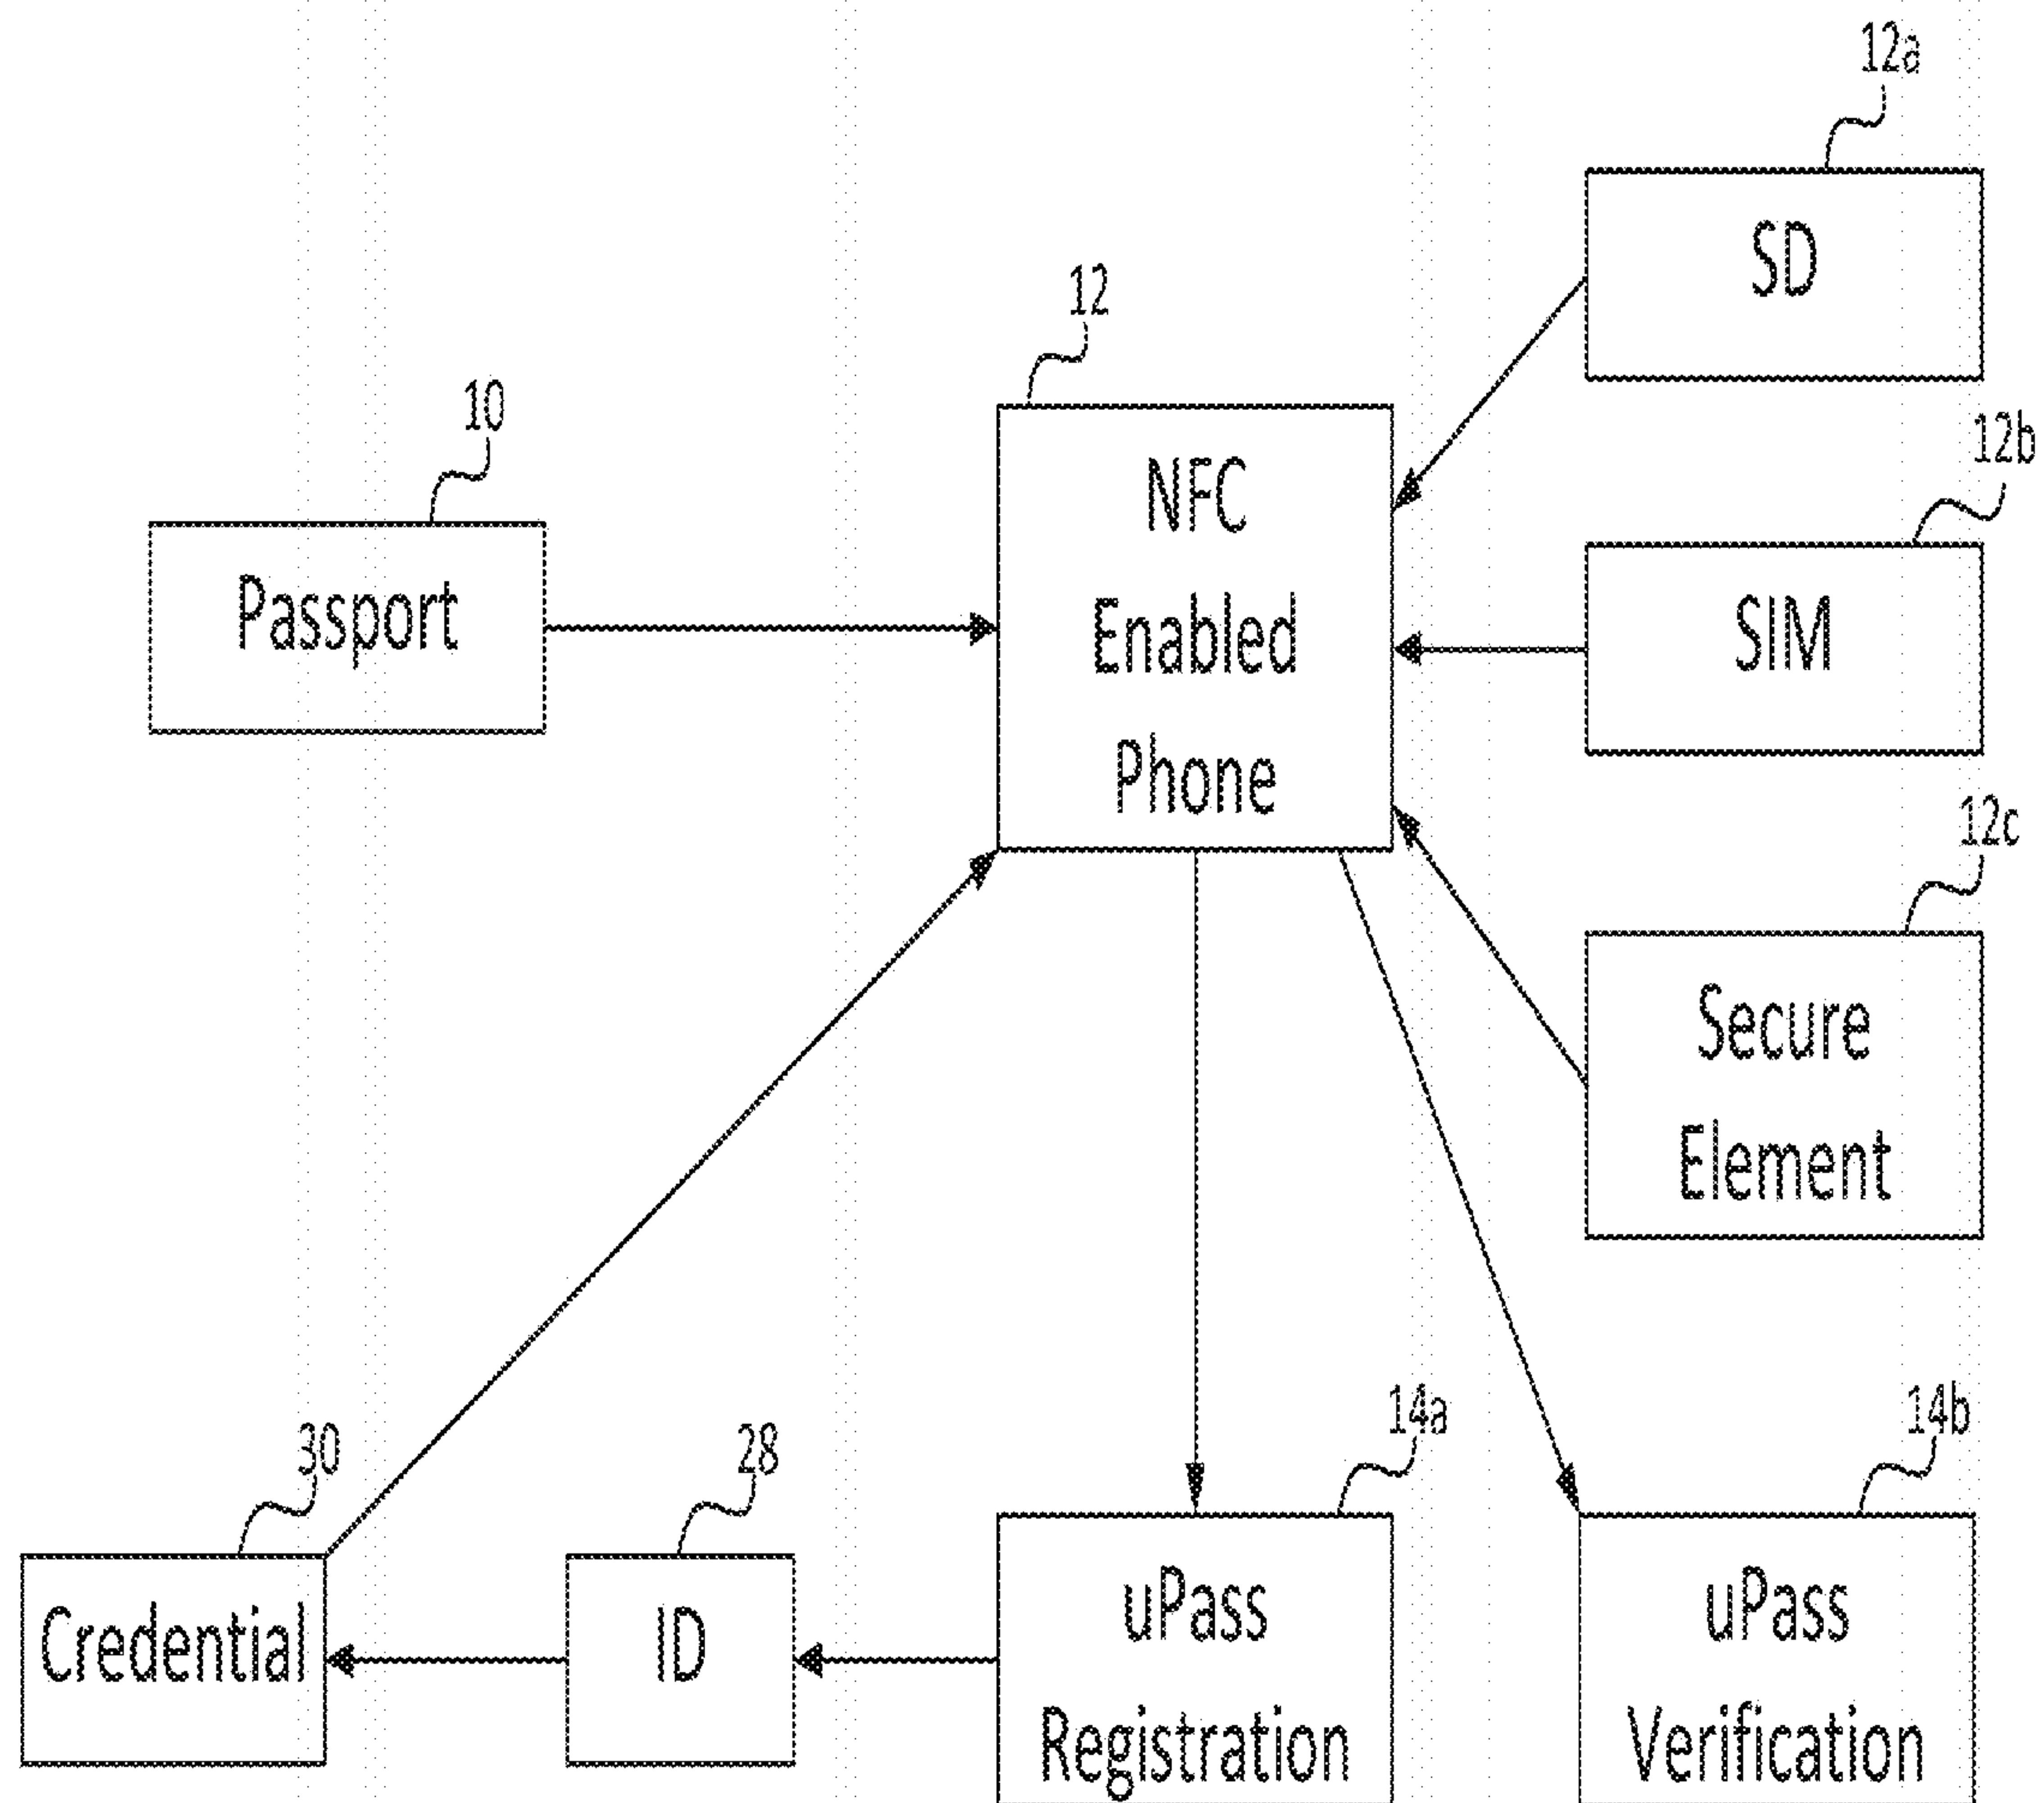 12a
SD
12
10
12b
NFC
Enabled
Phone
Passport
SIM
12c
Secure
Element
30
28
14a
14b
Credential
ID
uPass
Registration
uPass
Verification